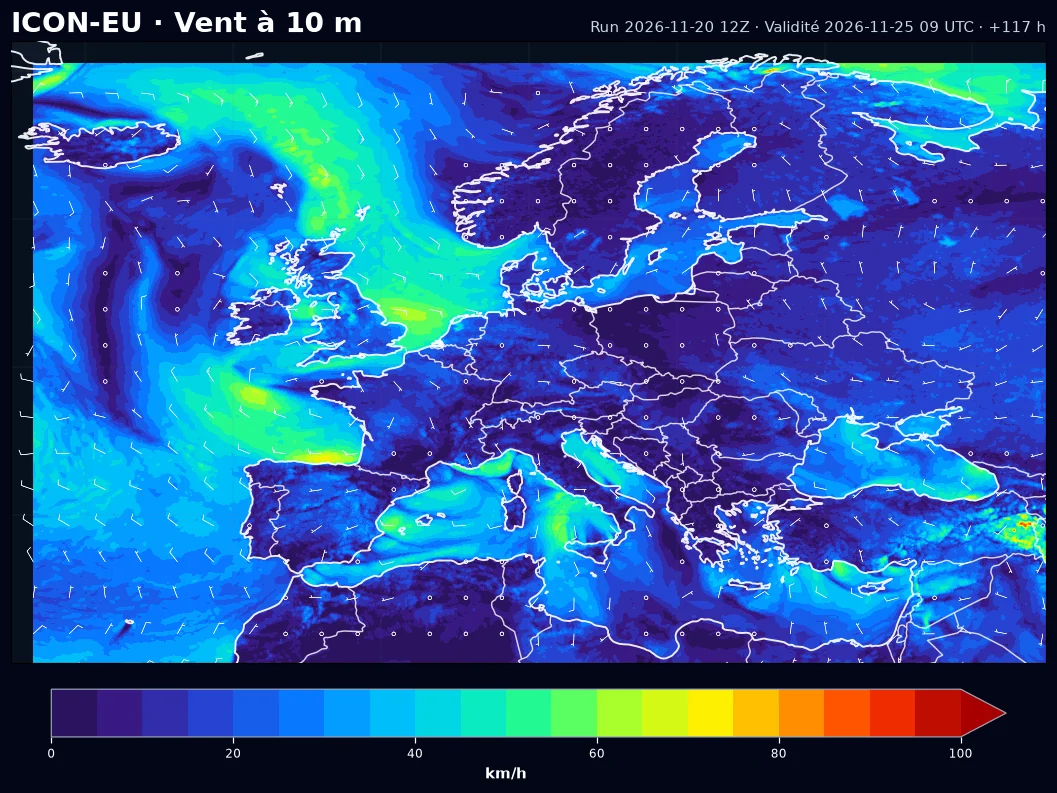 ICON-EU · Vent à 10 m
Run 2026-11-20 12Z · Validité 2026-11-25 09 UTC · +117 h
0 20 40 60 80 100
km/h